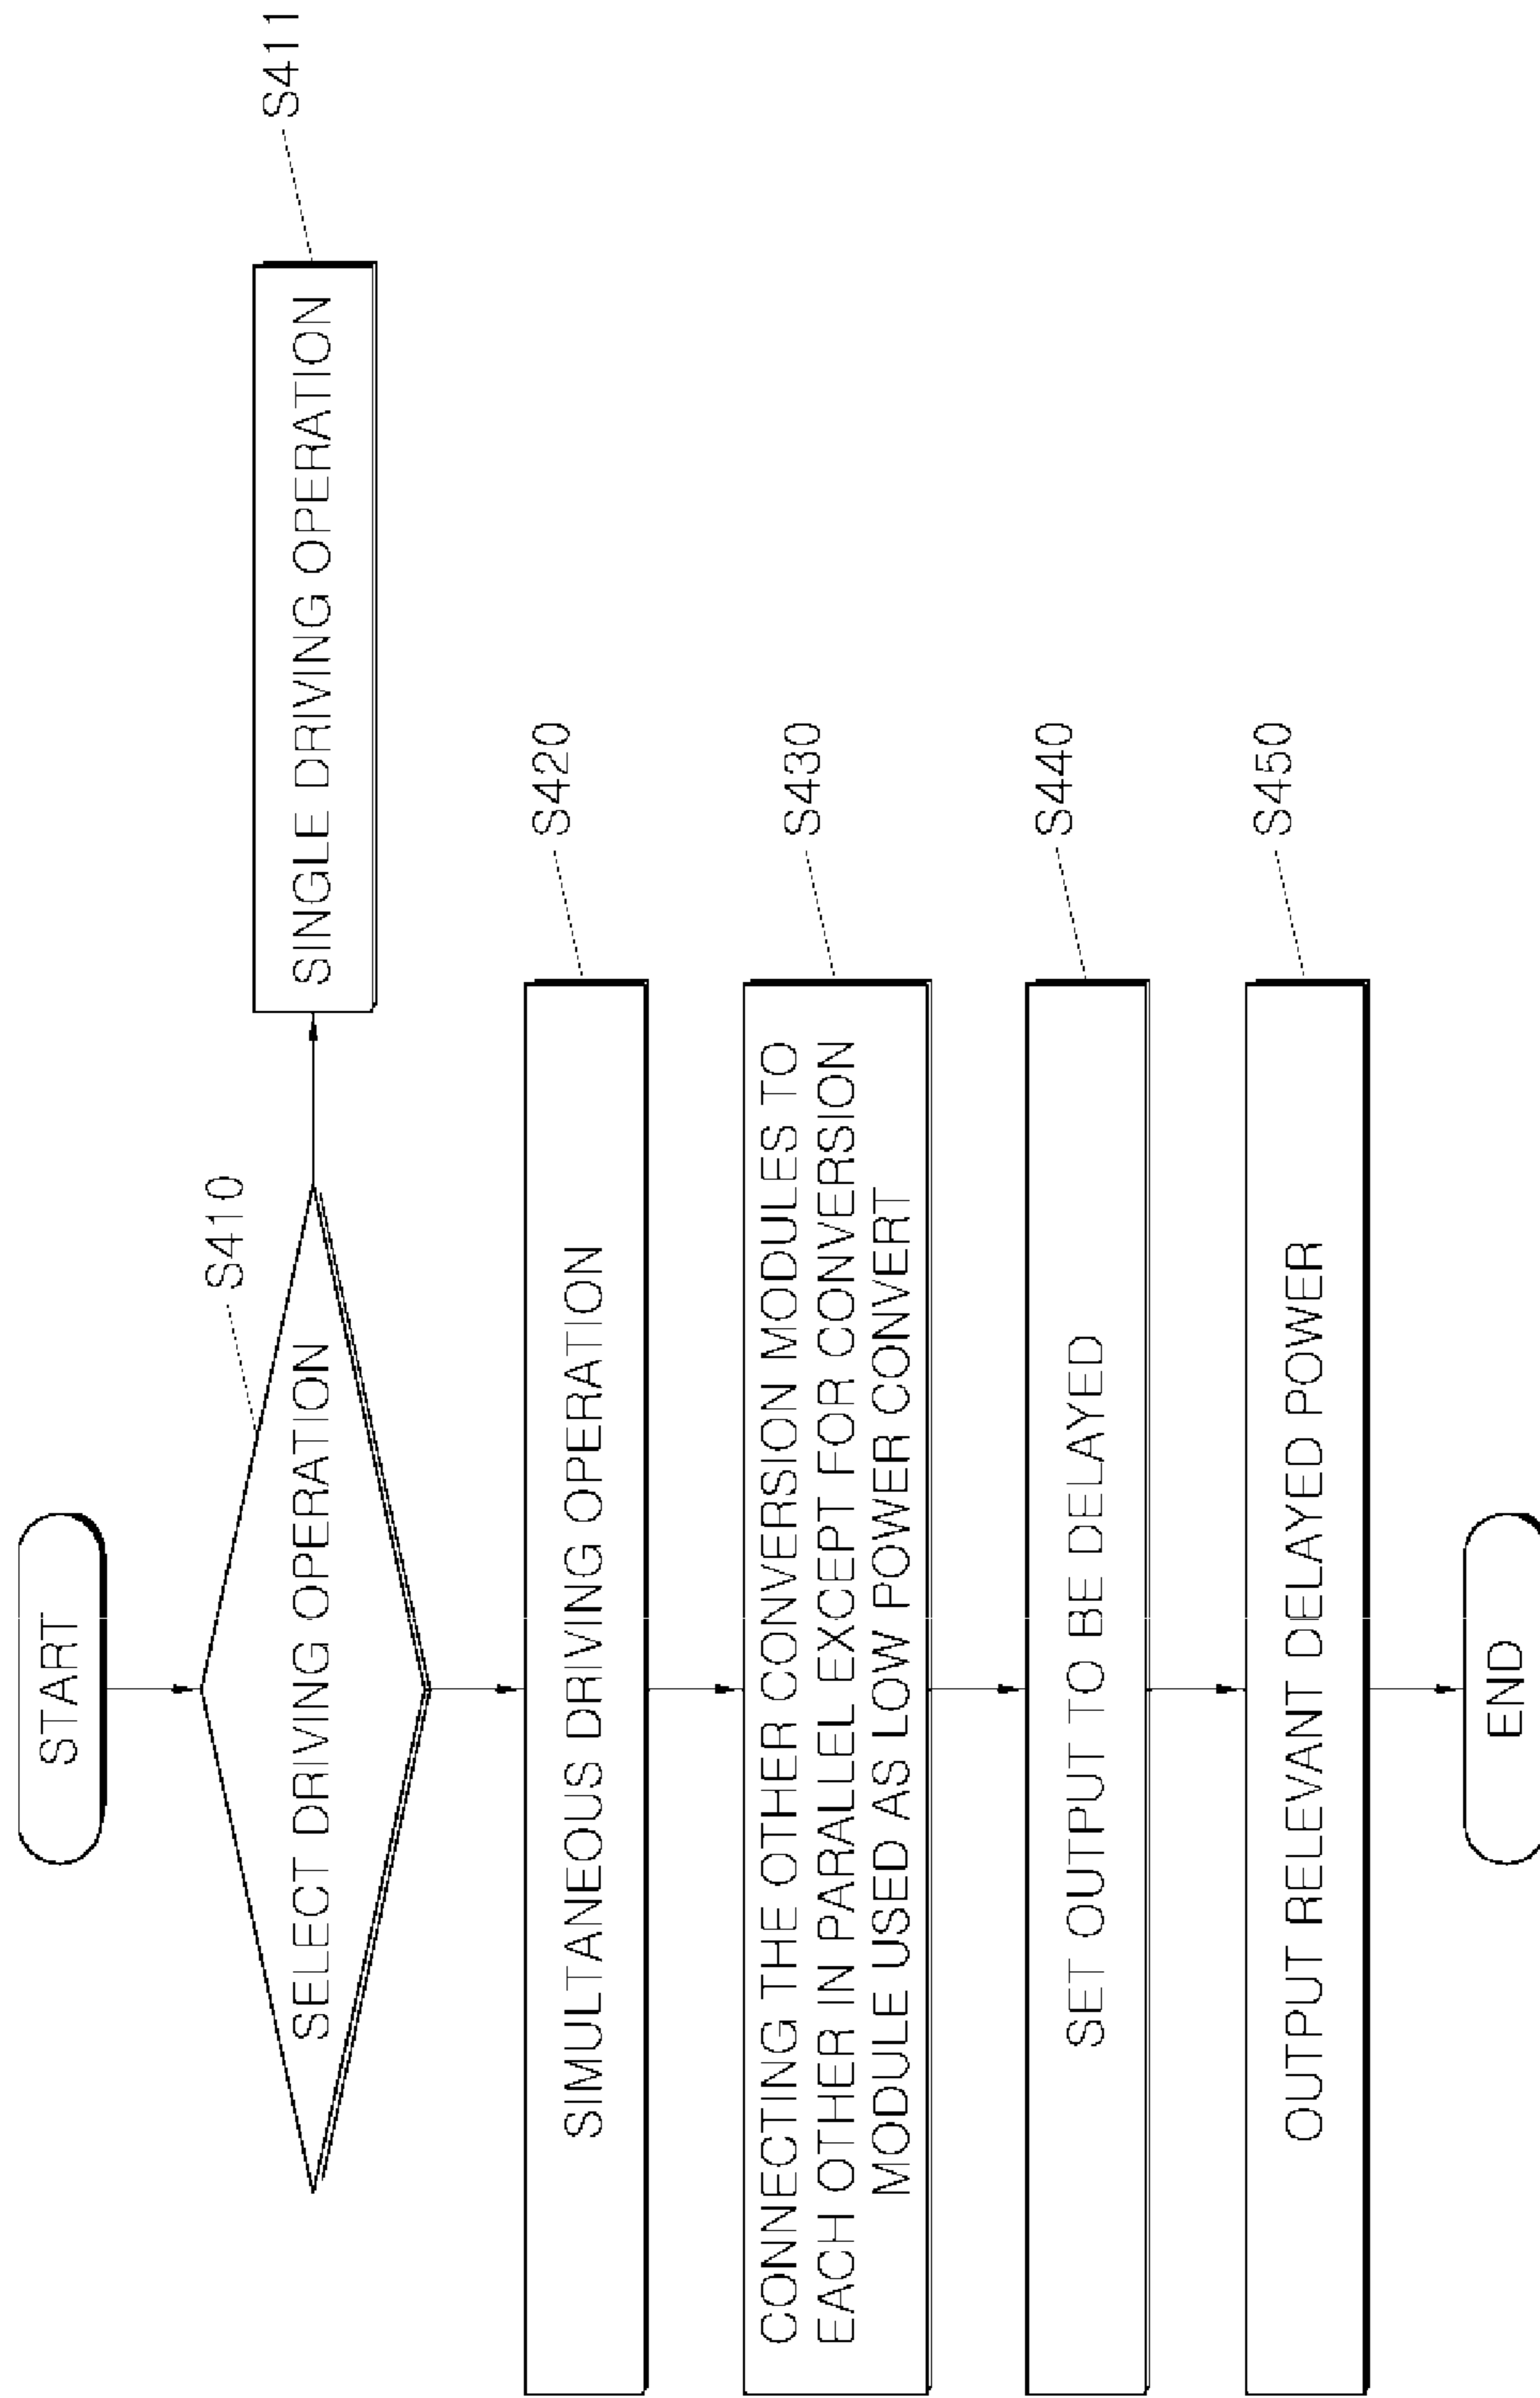 START
S410
SELECT DRIVING OPERATION
SINGLE DRIVING OPERATION
S411
SIMULTANEOUS DRIVING OPERATION
S420
CONNECTING THE OTHER CONVERSION MODULES TO
EACH OTHER IN PARALLEL EXCEPT FOR CONVERSION
MODULE USED AS LOW POWER CONVERT
S430
SET OUTPUT TO BE DELAYED
S440
OUTPUT RELEVANT DELAYED POWER
S450
END